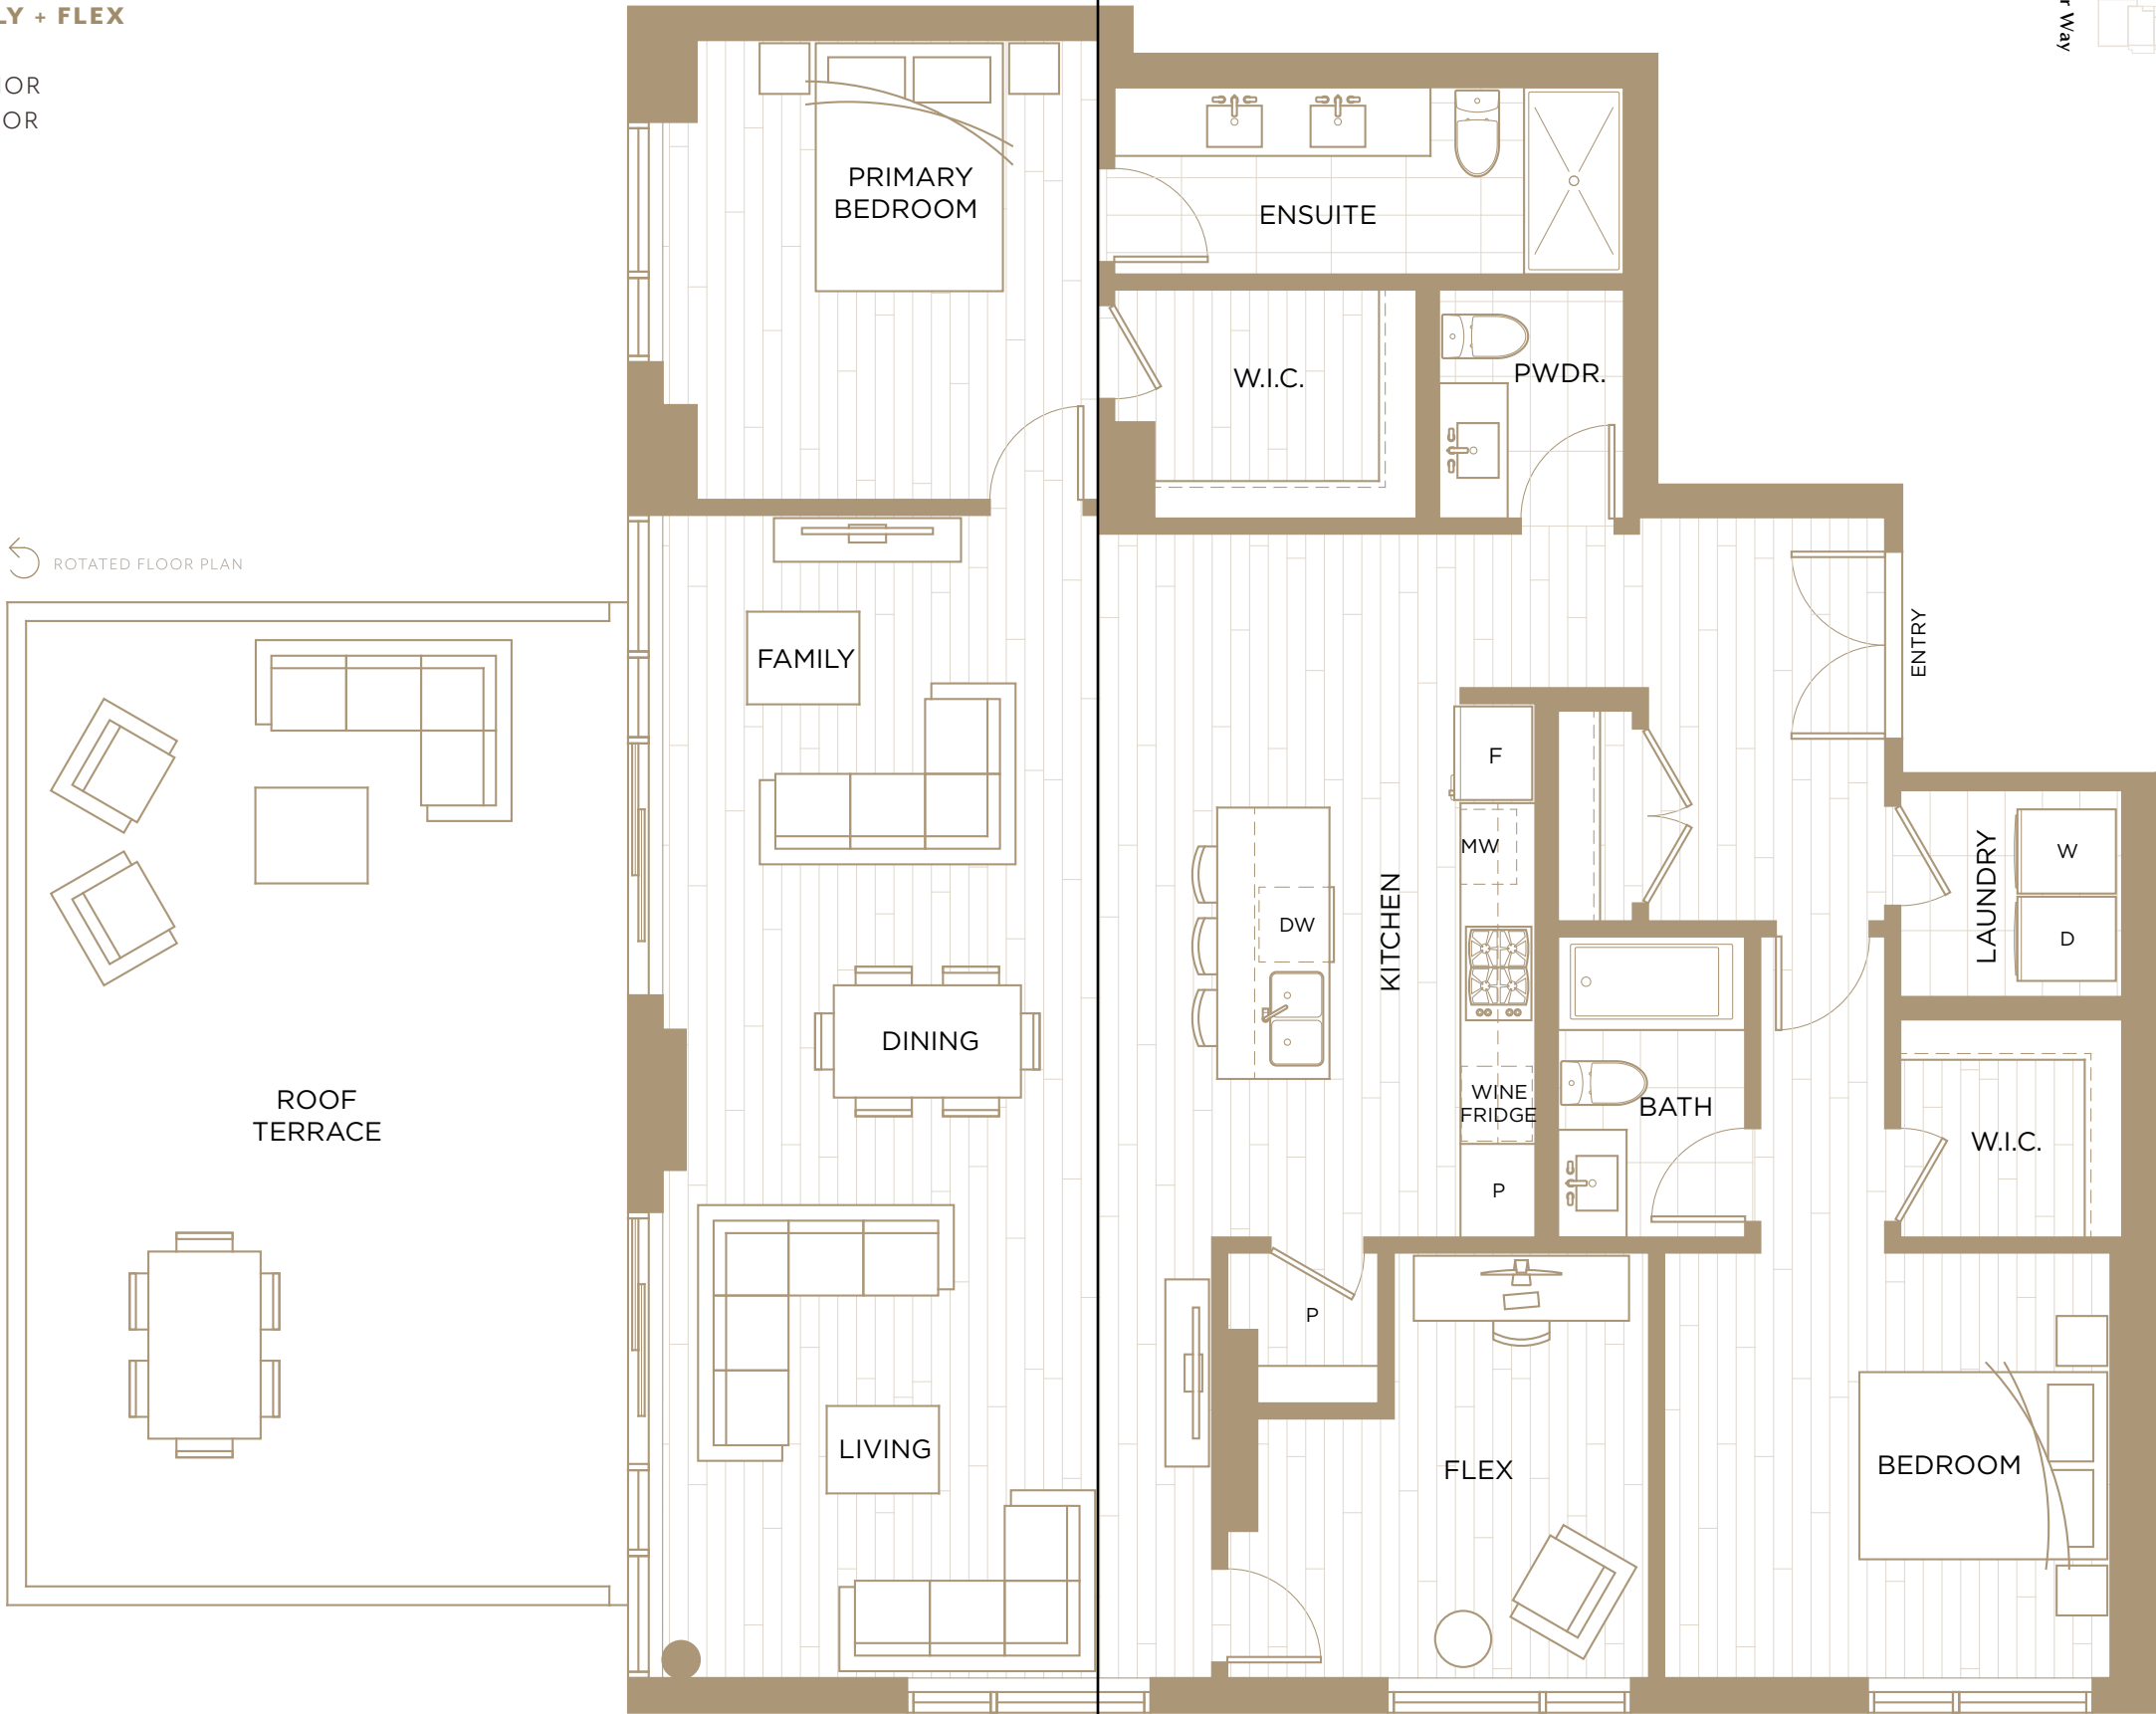 LY + FLEX
OR
OR
r Way
PRIMARY
BEDROOM
ENSUITE
W.I.C.
PWDR.
ROTATED FLOOR PLAN
FAMILY
ENTRY
F
MW
DW
KITCHEN
LAUNDRY
W
D
DINING
ROOF
TERRACE
WINE
FRIDGE
BATH
W.I.C.
P
P
LIVING
FLEX
BEDROOM